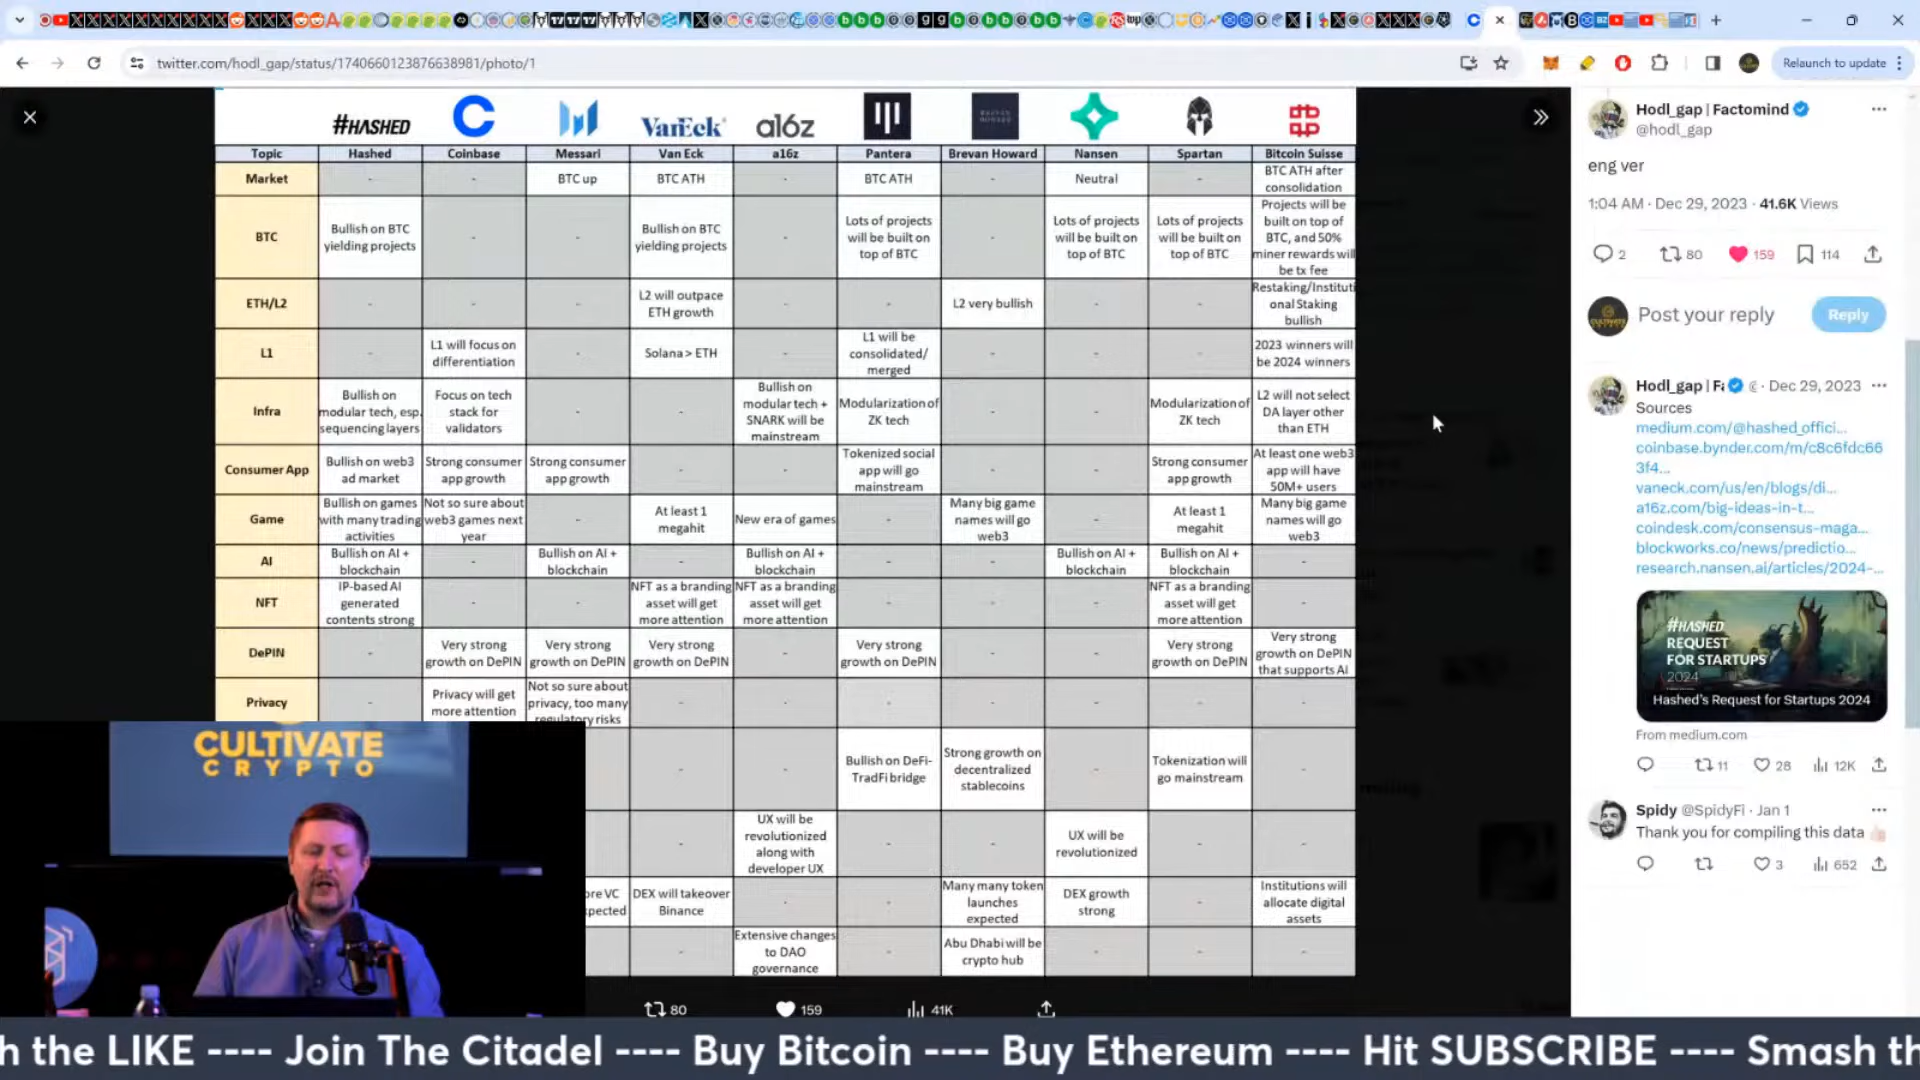 twitter.com/hodl_gap/status/1740660123876638981/photo/1
Relaunch to update
#HASHED
VanEck
a16z
Topic Hashed Coinbase Messari Van Eck a16z Pantera Brevan Howard Nansen Spartan Bitcoin Suisse
Market - - BTC up BTC ATH - BTC ATH - Neutral - BTC ATH after consolidation
BTC Bullish on BTC yielding projects - - Bullish on BTC yielding projects - Lots of projects will be built on top of BTC - Lots of projects will be built on top of BTC Lots of projects will be built on top of BTC Projects will be built on top of BTC, and 50% miner rewards will be tx fee
ETH/L2 - - - L2 will outpace ETH growth - - L2 very bullish - - Restaking/Instituti onal Staking bullish
L1 - L1 will focus on differentiation - Solana > ETH - L1 will be consolidated/ merged - - - 2023 winners will be 2024 winners
Infra Bullish on modular tech, esp. sequencing layers Focus on tech stack for validators - - Bullish on modular tech + SNARK will be mainstream Modularization of ZK tech - - Modularization of ZK tech L2 will not select DA layer other than ETH
Consumer App Bullish on web3 ad market Strong consumer app growth Strong consumer app growth - - Tokenized social app will go mainstream - - Strong consumer app growth At least one web3 app will have 50M+ users
Game Bullish on games with many trading activities Not so sure about web3 games next year - At least 1 megahit New era of games - Many big game names will go web3 - At least 1 megahit Many big game names will go web3
AI Bullish on AI + blockchain - Bullish on AI + blockchain - Bullish on AI + blockchain - - Bullish on AI + blockchain Bullish on AI + blockchain -
NFT IP-based AI generated contents strong - - NFT as a branding asset will get more attention NFT as a branding asset will get more attention - - - NFT as a branding asset will get more attention -
DePIN - Very strong growth on DePIN Very strong growth on DePIN Very strong growth on DePIN - Very strong growth on DePIN - - Very strong growth on DePIN Very strong growth on DePIN that supports AI
Privacy - Privacy will get more attention Not so sure about privacy, too many regulatory risks - - - - - - -
- - Bullish on DeFi-TradFi bridge Strong growth on decentralized stablecoins - Tokenization will go mainstream -
- UX will be revolutionized along with developer UX - - UX will be revolutionized - -
ore VC pected DEX will takeover Binance - - Many many token launches expected DEX growth strong - Institutions will allocate digital assets
- Extensive changes to DAO governance - Abu Dhabi will be crypto hub - - -
80 159 41K
Hodl_gap | Factomind
@hodl_gap
eng ver
1:04 AM · Dec 29, 2023 · 41.6K Views
2 80 159 114
Post your reply Reply
Hodl_gap | Fa @ · Dec 29, 2023
Sources
medium.com/@hashed_offici...
coinbase.bynder.com/m/c8c6fdc66
3f4...
vaneck.com/us/en/blogs/di...
a16z.com/big-ideas-in-t...
coindesk.com/consensus-maga...
blockworks.co/news/predictio...
research.nansen.ai/articles/2024-...
#HASHED
REQUEST
FOR STARTUPS
2024
Hashed's Request for Startups 2024
From medium.com
11 28 12K
Spidy @SpidyFi · Jan 1
Thank you for compiling this data
3 652
CULTIVATE
CRYPTO
h the LIKE ---- Join The Citadel ---- Buy Bitcoin ---- Buy Ethereum ---- Hit SUBSCRIBE ---- Smash th